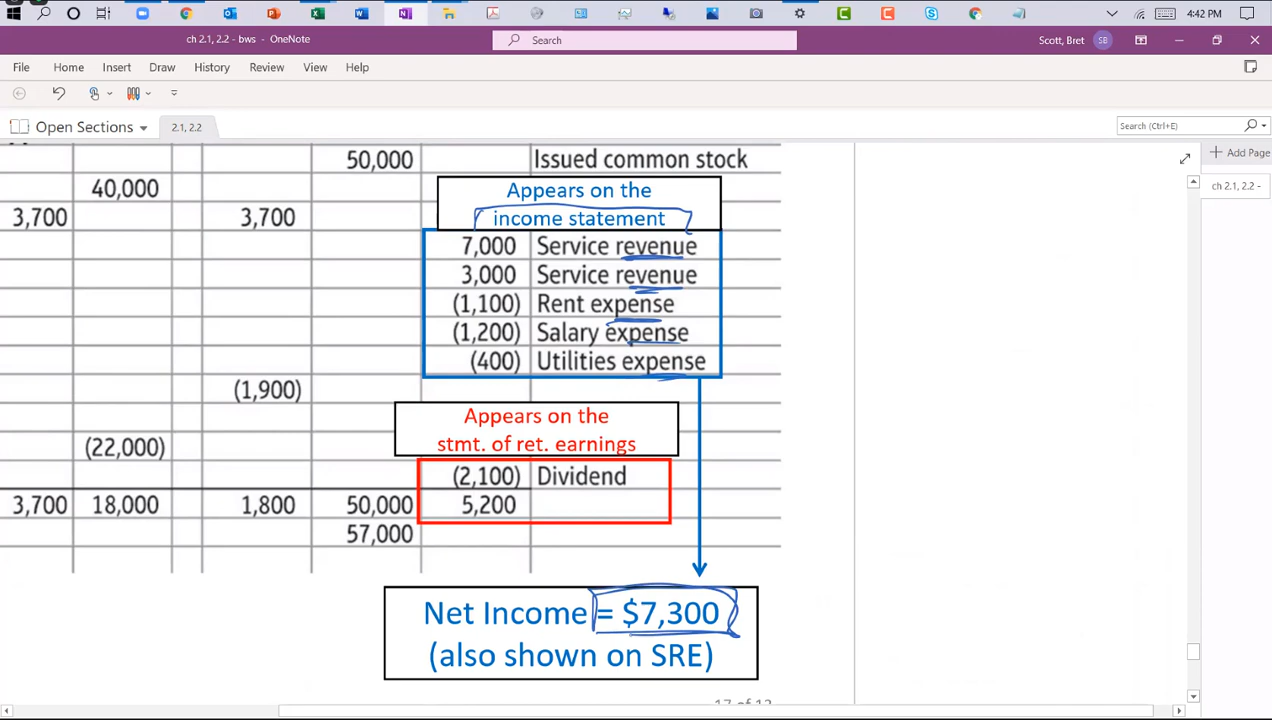 4:42 PM
ch 2.1, 2.2 - bws - OneNote
Search
Scott, Bret
SB
File Home Insert Draw History Review View Help
Open Sections
2.1, 2.2
Search (Ctrl+E)
Add Page
ch 2.1, 2.2 -
50,000 Issued common stock
40,000
Appears on the
income statement
3,700 3,700
7,000 Service revenue
3,000 Service revenue
(1,100) Rent expense
(1,200) Salary expense
(400) Utilities expense
(1,900)
Appears on the
stmt. of ret. earnings
(22,000)
(2,100) Dividend
3,700 18,000 1,800 50,000 5,200
57,000
Net Income = $7,300
(also shown on SRE)